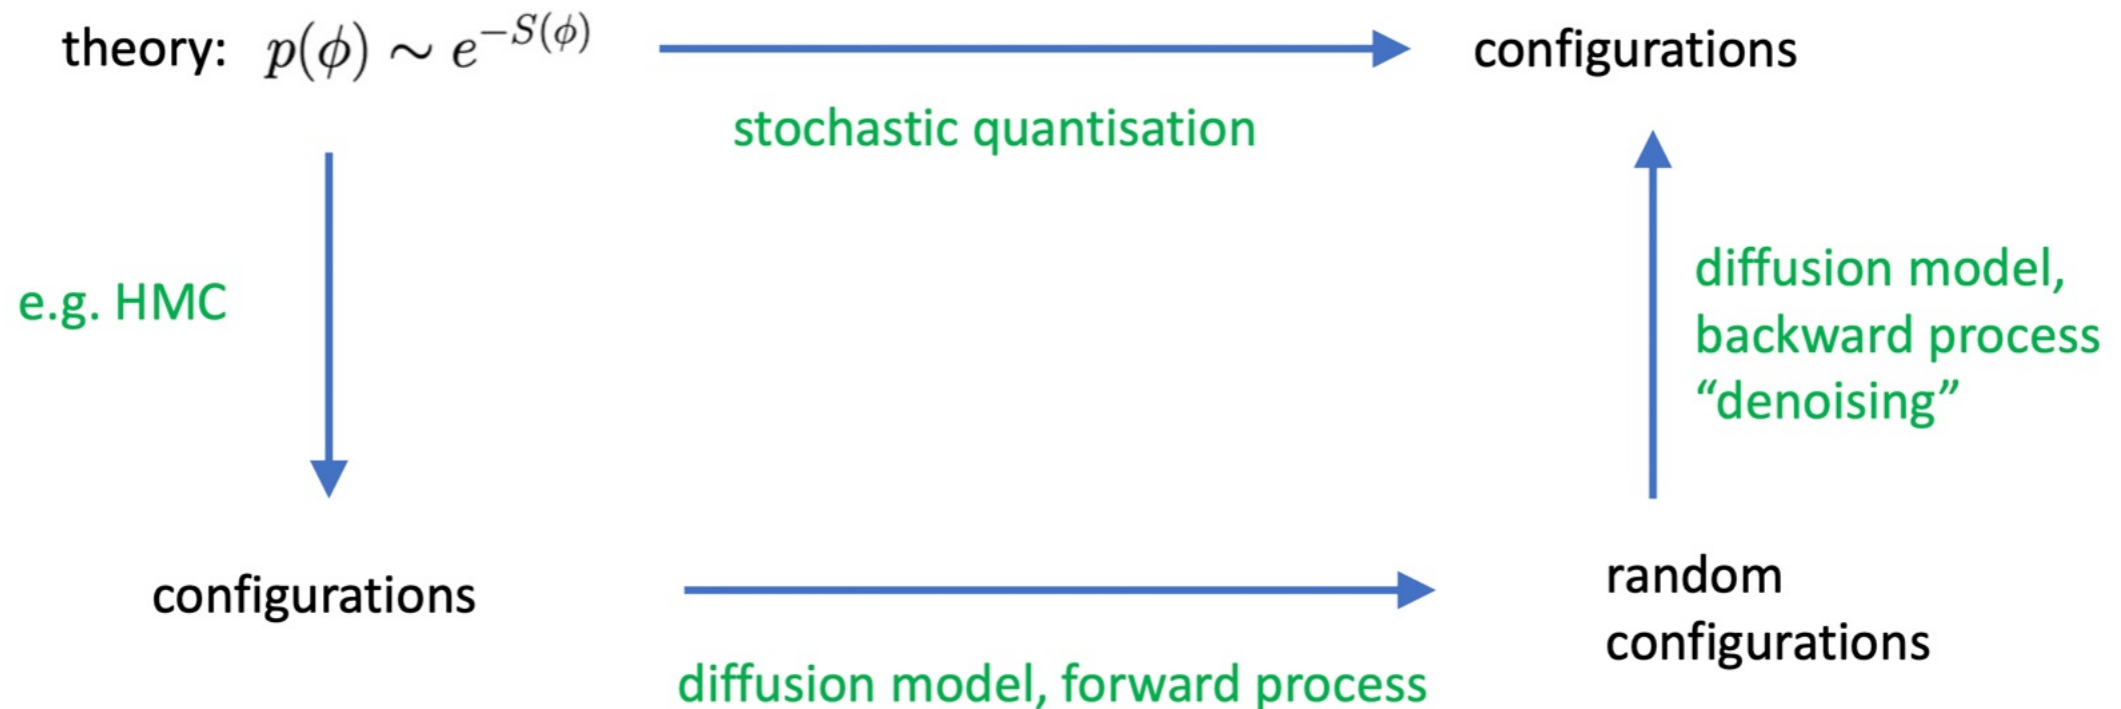 theory: p(ϕ) ∼ e^{−S(ϕ)}
configurations
stochastic quantisation
e.g. HMC
diffusion model,
backward process
“denoising”
configurations
random
configurations
diffusion model, forward process